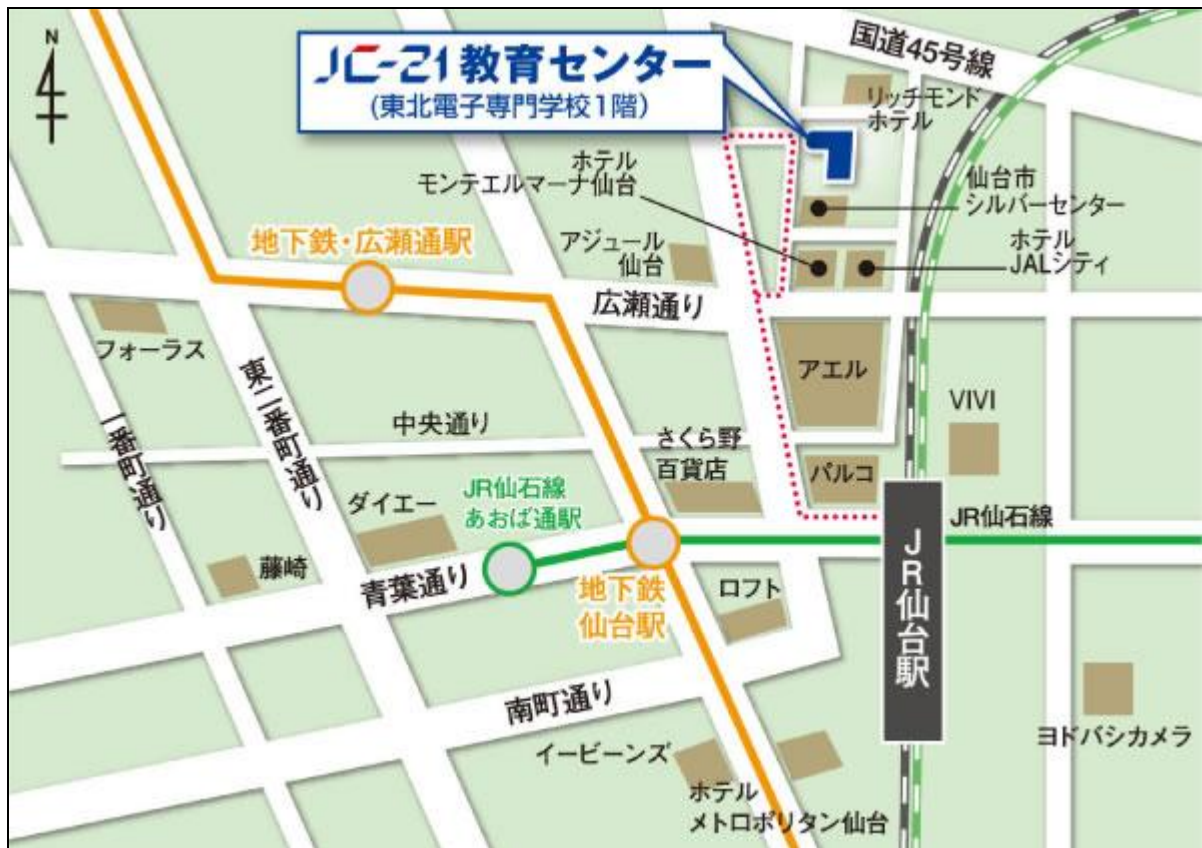 N
JC-21教育センター
(東北電子専門学校1階)
国道45号線
リッチモンド
ホテル
ホテル
モンテエルマーナ仙台
仙台市
シルバーセンター
地下鉄・広瀬通駅
アジュール
仙台
ホテル
JALシティ
広瀬通り
フォーラス
アエル
東二番町通り
一番町通り
中央通り
VIVI
さくら野
百貨店
パルコ
JR仙石線
あおば通駅
ダイエー
JR仙石線
藤崎
青葉通り
地下鉄
仙台駅
ロフト
JR仙台駅
南町通り
イービーンズ
ヨドバシカメラ
ホテル
メトロポリタン仙台